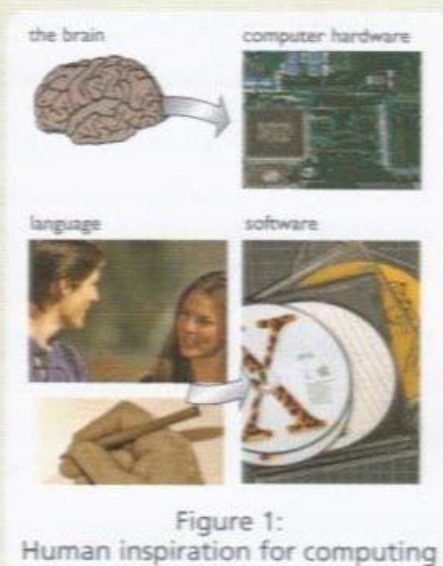 the brain
computer hardware
language
software
X
Figure 1:
Human inspiration for computing